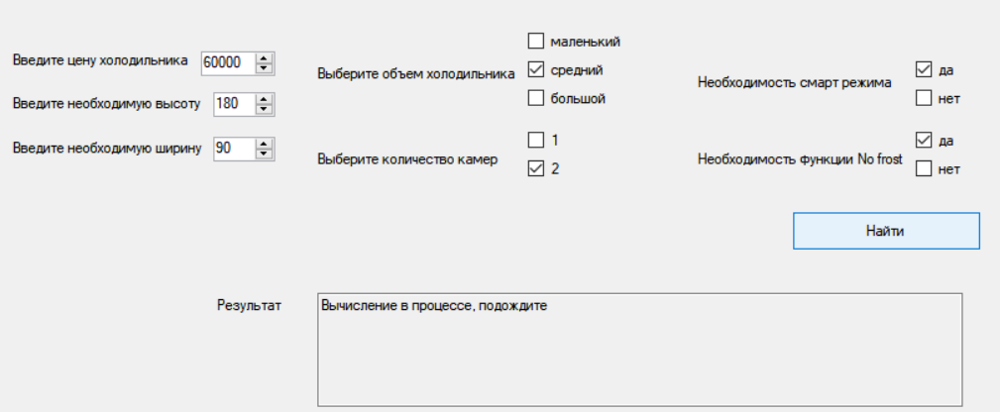 Введите цену холодильника 60000
Введите необходимую высоту 180
Введите необходимую ширину 90
Выберите объем холодильника
маленький
средний
большой
Выберите количество камер
1
2
Необходимость смарт режима
да
нет
Необходимость функции No frost
да
нет
Найти
Результат
Вычисление в процессе, подождите